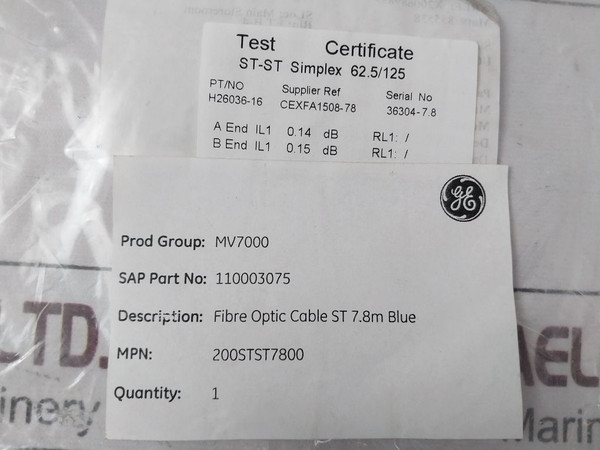 Test Certificate
ST-ST Simplex 62.5/125
PT/NO Supplier Ref Serial No
H26036-16 CEXFA1508-78 36304-7.8
A End IL1 0.14 dB RL1: /
B End IL1 0.15 dB RL1: /
GE
Prod Group: MV7000
SAP Part No: 110003075
Description: Fibre Optic Cable ST 7.8m Blue
MPN: 200STST7800
Quantity: 1
LTD.
inery
Marin